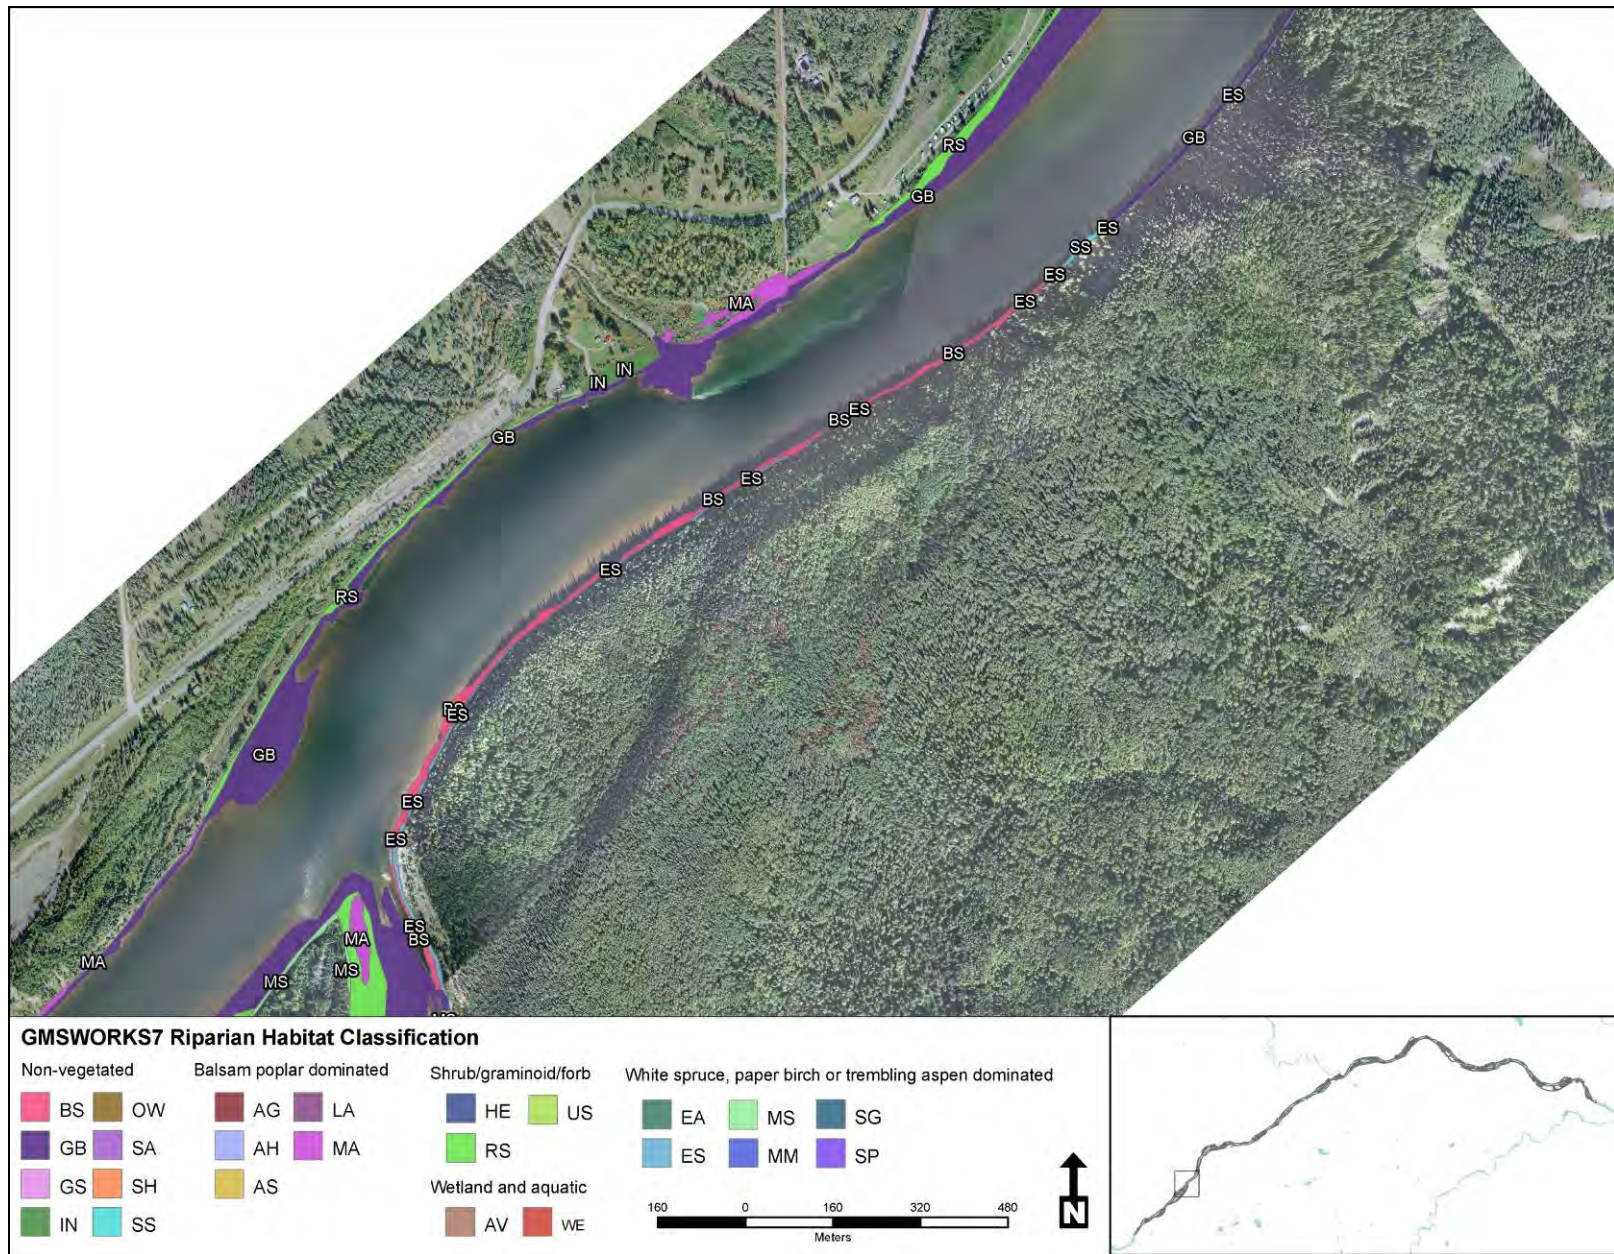 ES
GB
RS
GB
ES
SS
ES
MA
ES
IN
IN
BS
ES
BS
GB
ES
BS
ES
RS
BS
ES
GB
ES
ES
ES
BS
MA
MA
MS
MS
GMSWORKS7 Riparian Habitat Classification
Non-vegetated
BS OW
GB SA
GS SH
IN SS
Balsam poplar dominated
AG LA
AH MA
AS
Shrub/graminoid/forb
HE US
RS
Wetland and aquatic
AV WE
White spruce, paper birch or trembling aspen dominated
EA MS SG
ES MM SP
160 0 160 320 480
Meters
N